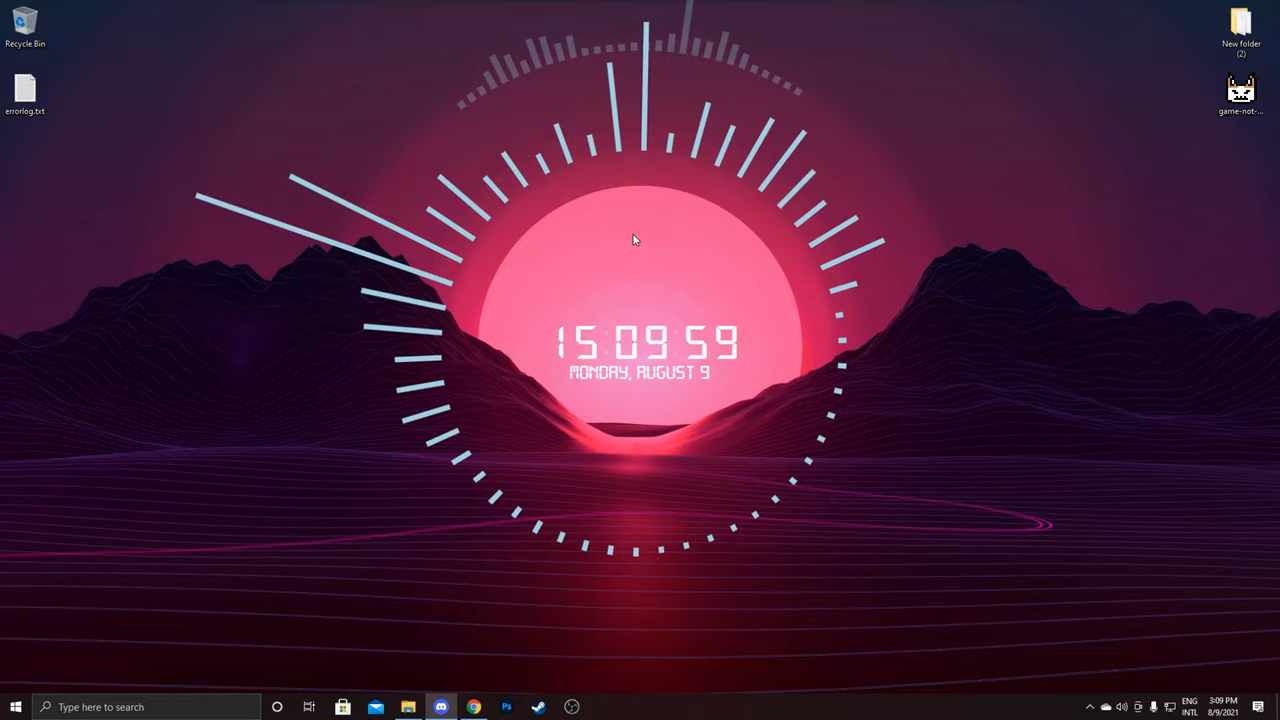 Recycle Bin
errorlog.txt
New folder
(2)
game-not-...
15:09:59
MONDAY, AUGUST 9
Type here to search
Ps
ENG
INTL
3:09 PM
8/9/2021